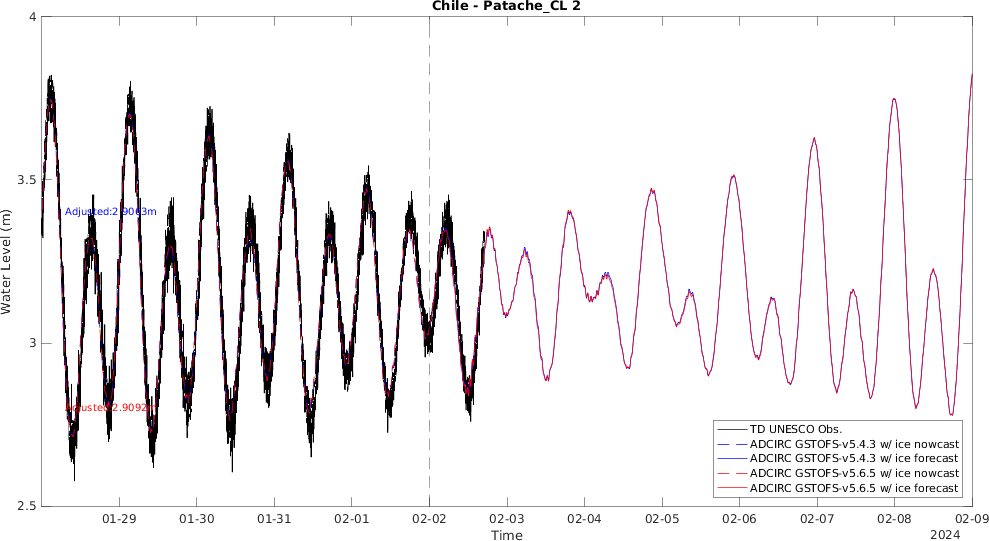 Chile - Patache_CL 2
4
3.5
3
2.5
Water Level (m)
Adjusted:2.9063m
Adjusted:2.9092m
TD UNESCO Obs.
ADCIRC GSTOFS-v5.4.3 w/ ice nowcast
ADCIRC GSTOFS-v5.4.3 w/ ice forecast
ADCIRC GSTOFS-v5.6.5 w/ ice nowcast
ADCIRC GSTOFS-v5.6.5 w/ ice forecast
01-29 01-30 01-31 02-01 02-02 02-03 02-04 02-05 02-06 02-07 02-08 02-09
Time
2024